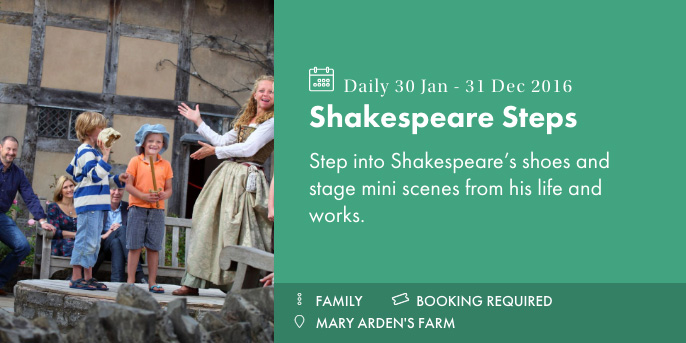 Daily 30 Jan - 31 Dec 2016
Shakespeare Steps
Step into Shakespeare’s shoes and
stage mini scenes from his life and
works.
FAMILY BOOKING REQUIRED
MARY ARDEN'S FARM